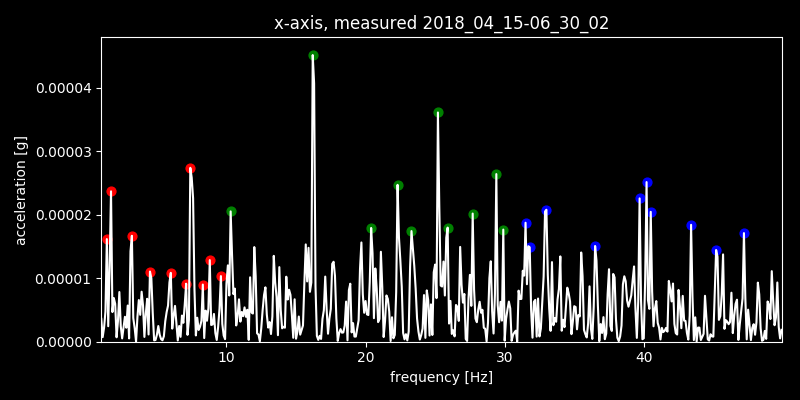 x-axis, measured 2018_04_15-06_30_02
acceleration [g]
0.00004
0.00003
0.00002
0.00001
0.00000
10 20 30 40
frequency [Hz]